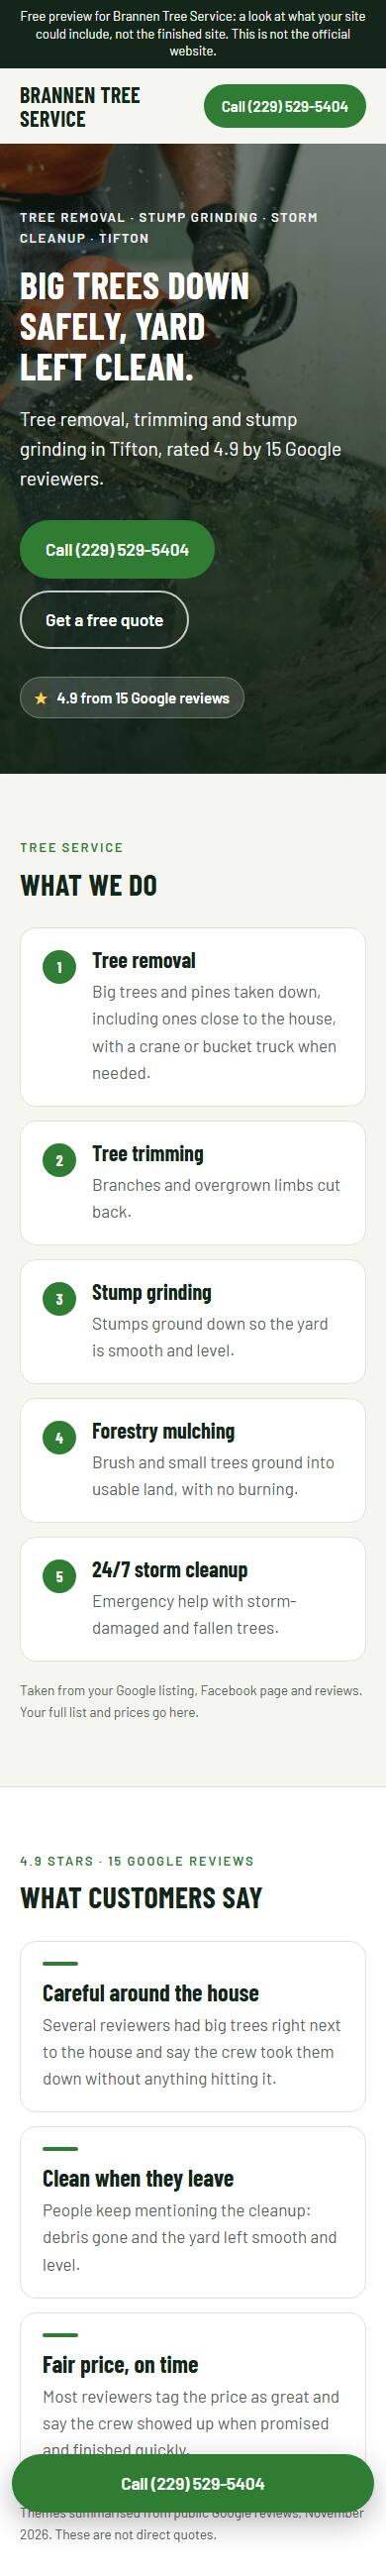 Free preview for Brannen Tree Service: a look at what your site
could include, not the finished site. This is not the official
website.
BRANNEN TREE
SERVICE
Call (229) 529-5404
TREE REMOVAL · STUMP GRINDING · STORM
CLEANUP · TIFTON
BIG TREES DOWN
SAFELY, YARD
LEFT CLEAN.
Tree removal, trimming and stump
grinding in Tifton, rated 4.9 by 15 Google
reviewers.
Call (229) 529-5404
Get a free quote
★ 4.9 from 15 Google reviews
TREE SERVICE
WHAT WE DO
1 Tree removal
Big trees and pines taken down,
including ones close to the house,
with a crane or bucket truck when
needed.
2 Tree trimming
Branches and overgrown limbs cut
back.
3 Stump grinding
Stumps ground down so the yard
is smooth and level.
4 Forestry mulching
Brush and small trees ground into
usable land, with no burning.
5 24/7 storm cleanup
Emergency help with storm-
damaged and fallen trees.
Taken from your Google listing, Facebook page and reviews.
Your full list and prices go here.
4.9 STARS · 15 GOOGLE REVIEWS
WHAT CUSTOMERS SAY
Careful around the house
Several reviewers had big trees right next
to the house and say the crew took them
down without anything hitting it.
Clean when they leave
People keep mentioning the cleanup:
debris gone and the yard left smooth and
level.
Fair price, on time
Most reviewers tag the price as great and
say the crew showed up when promised
and finished quickly.
Call (229) 529-5404
Themes summarised from public Google reviews, November
2026. These are not direct quotes.